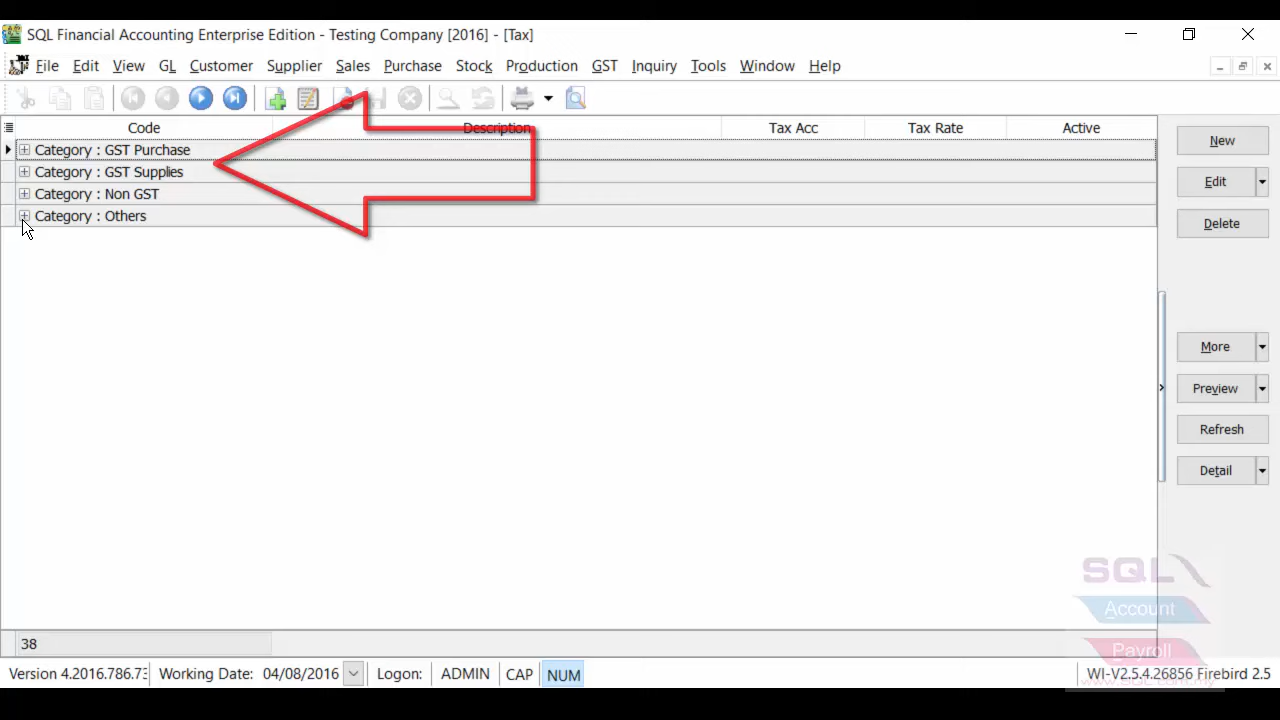 SQL Financial Accounting Enterprise Edition - Testing Company [2016] - [Tax]
File Edit View GL Customer Supplier Sales Purchase Stock Production GST Inquiry Tools Window Help
Code Description Tax Acc Tax Rate Active
Category : GST Purchase
Category : GST Supplies
Category : Non GST
Category : Others
New
Edit
Delete
More
Preview
Refresh
Detail
SQL
Account
Payroll
38
Version 4.2016.786.73 Working Date: 04/08/2016 Logon: ADMIN CAP NUM WI-V2.5.4.26856 Firebird 2.5